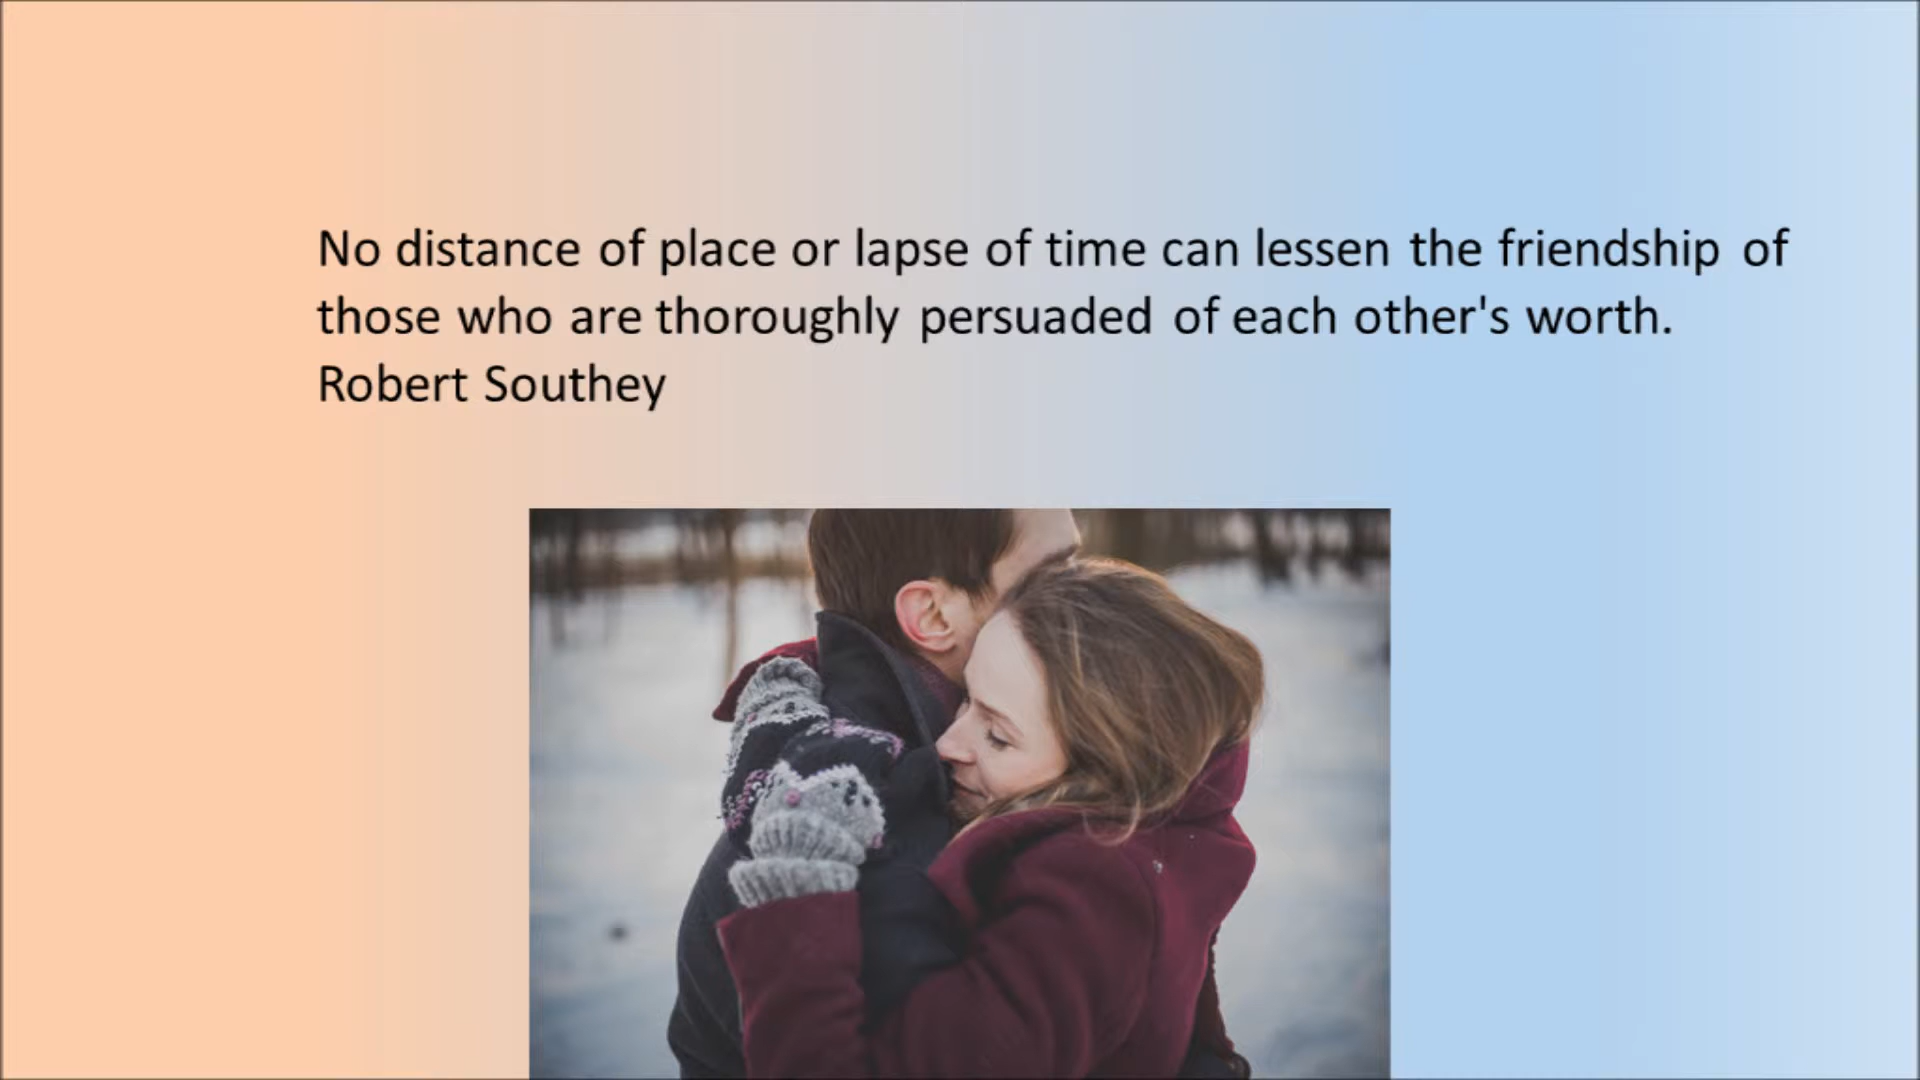 No distance of place or lapse of time can lessen the friendship of
those who are thoroughly persuaded of each other's worth.
Robert Southey